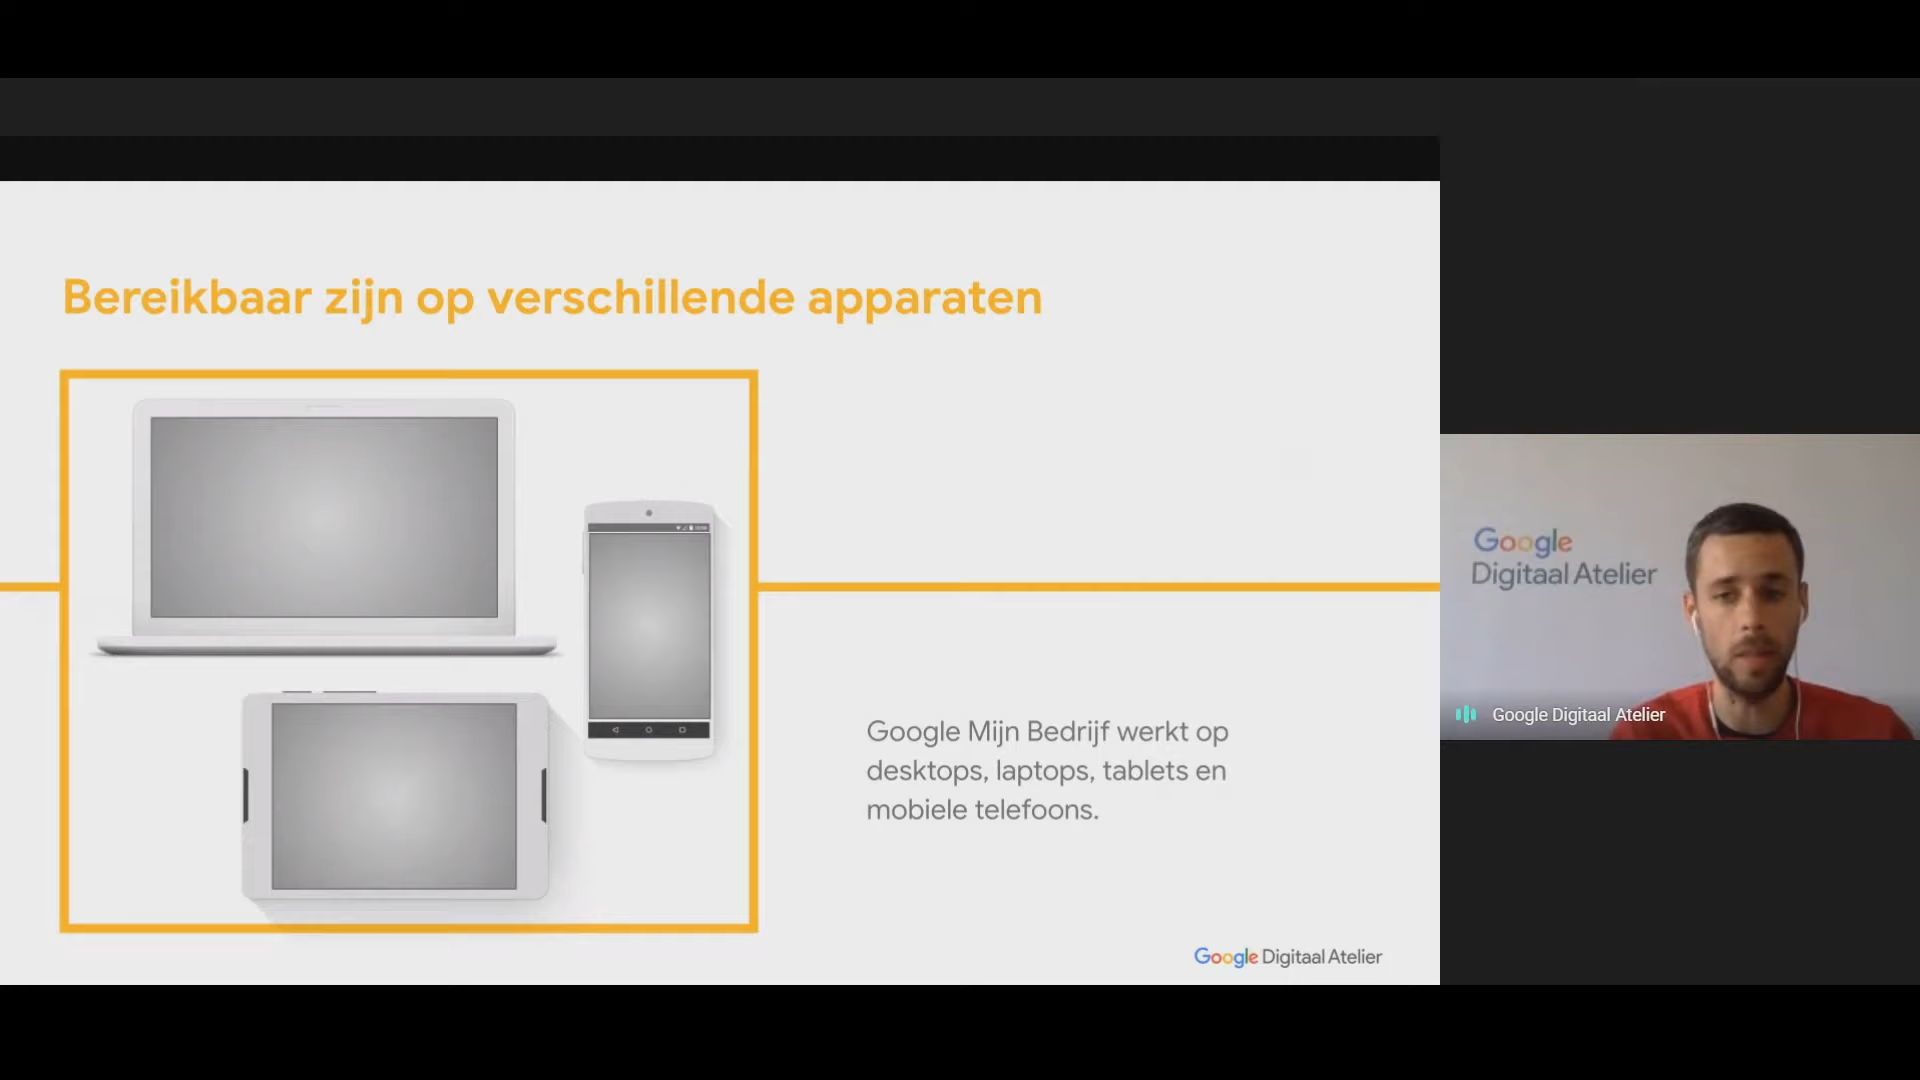 Bereikbaar zijn op verschillende apparaten
Google Mijn Bedrijf werkt op
desktops, laptops, tablets en
mobiele telefoons.
Google Digitaal Atelier
Google
Digitaal Atelier
Google Digitaal Atelier